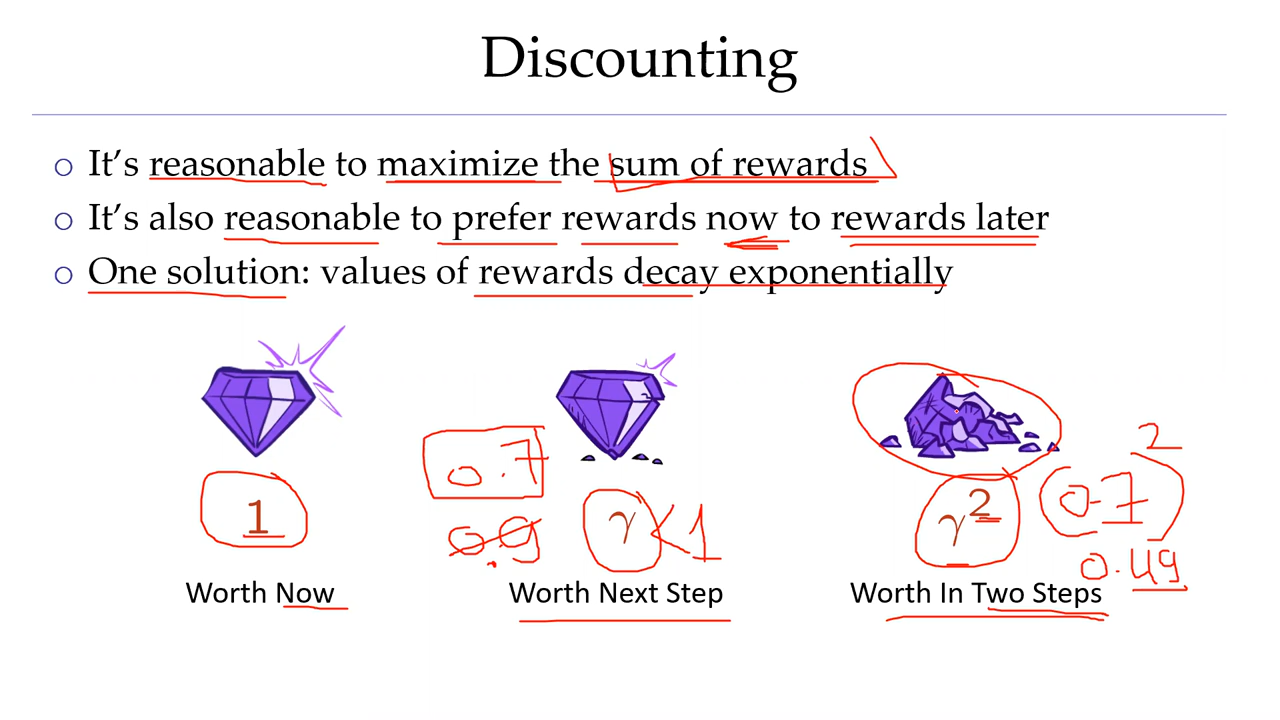 Discounting
It's reasonable to maximize the sum of rewards
It's also reasonable to prefer rewards now to rewards later
One solution: values of rewards decay exponentially
0.7
0.9
1
γ <1
γ²
(0.7)²
0.49
Worth Now
Worth Next Step
Worth In Two Steps